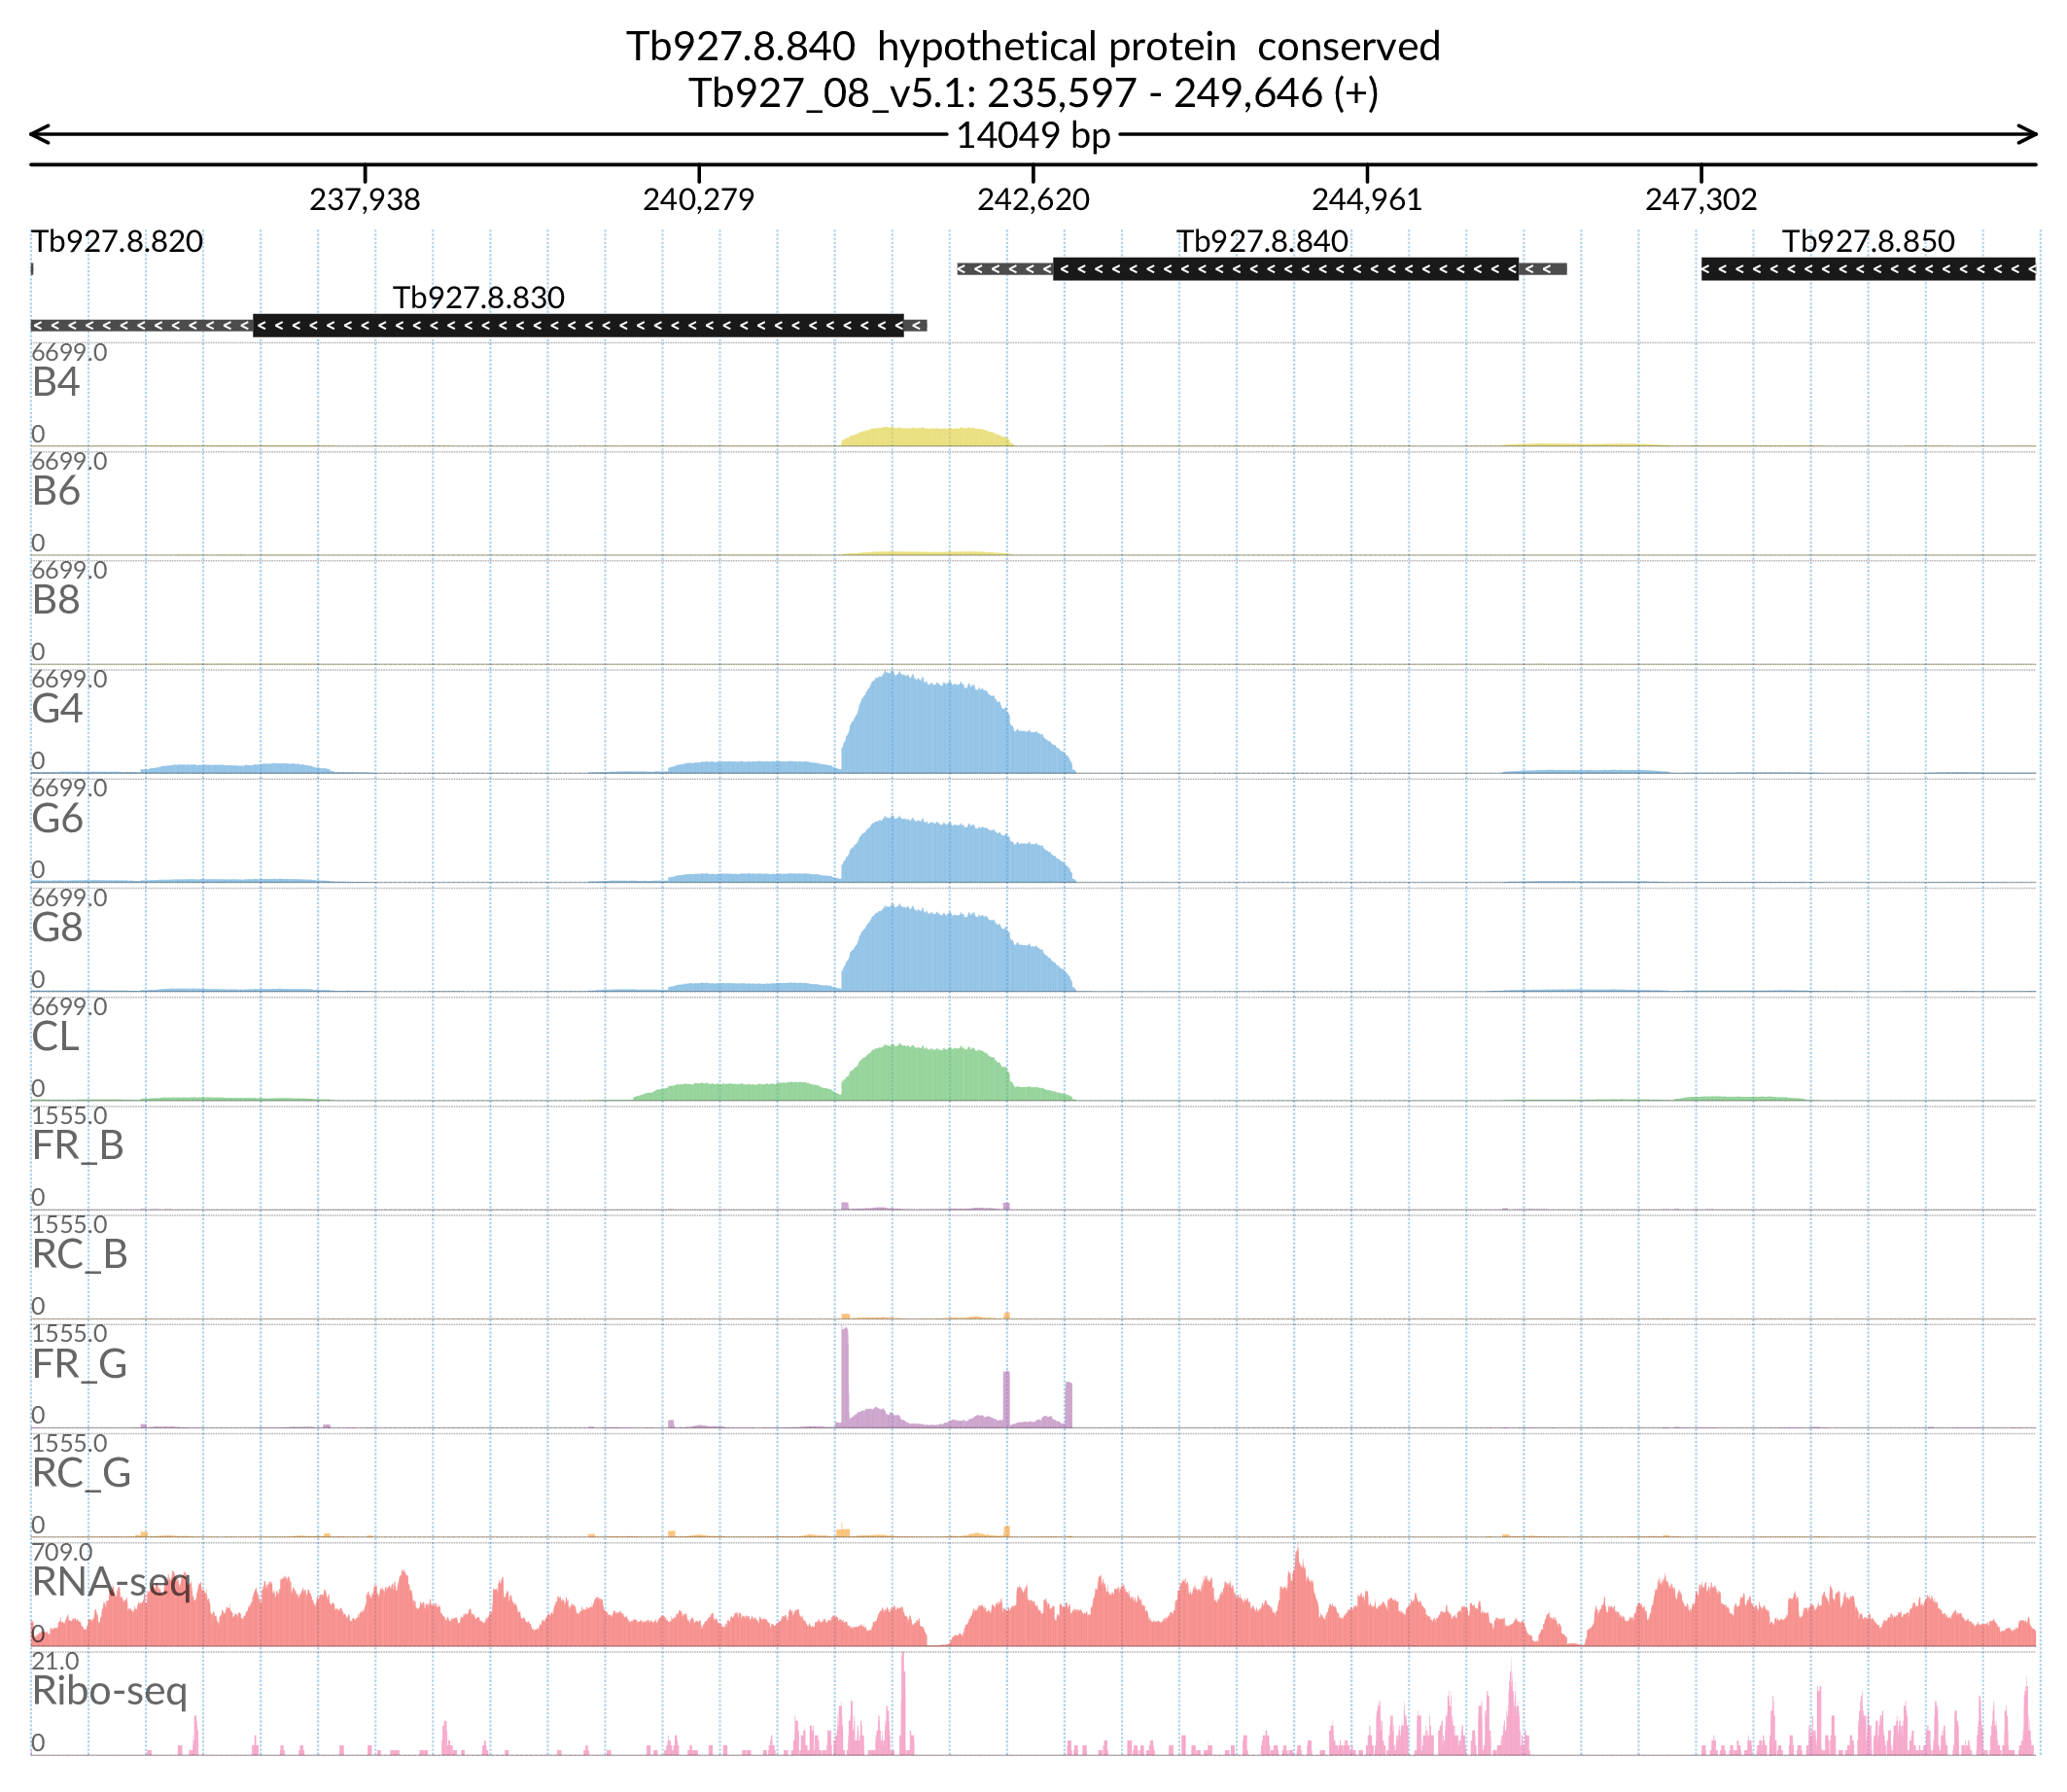 Tb927.8.840  hypothetical protein  conserved
Tb927_08_v5.1: 235,597 - 249,646 (+)
14049 bp
237,938 240,279 242,620 244,961 247,302
Tb927.8.820 Tb927.8.840 Tb927.8.850
Tb927.8.830
6699.0
B4
0
6699.0
B6
0
6699.0
B8
0
6699.0
G4
0
6699.0
G6
0
6699.0
G8
0
6699.0
CL
0
1555.0
FR_B
0
1555.0
RC_B
0
1555.0
FR_G
0
1555.0
RC_G
0
709.0
RNA-seq
0
21.0
Ribo-seq
0